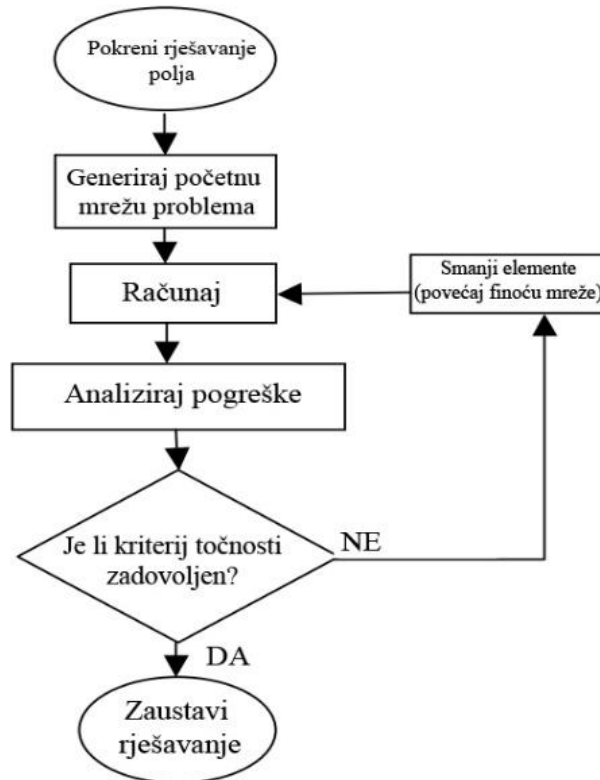 Pokreni rješavanje
polja
Generiraj početnu
mrežu problema
Računaj
Smanji elemente
(povećaj finoću mreže)
Analiziraj pogreške
Je li kriterij točnosti
zadovoljen?
NE
DA
Zaustavi
rješavanje